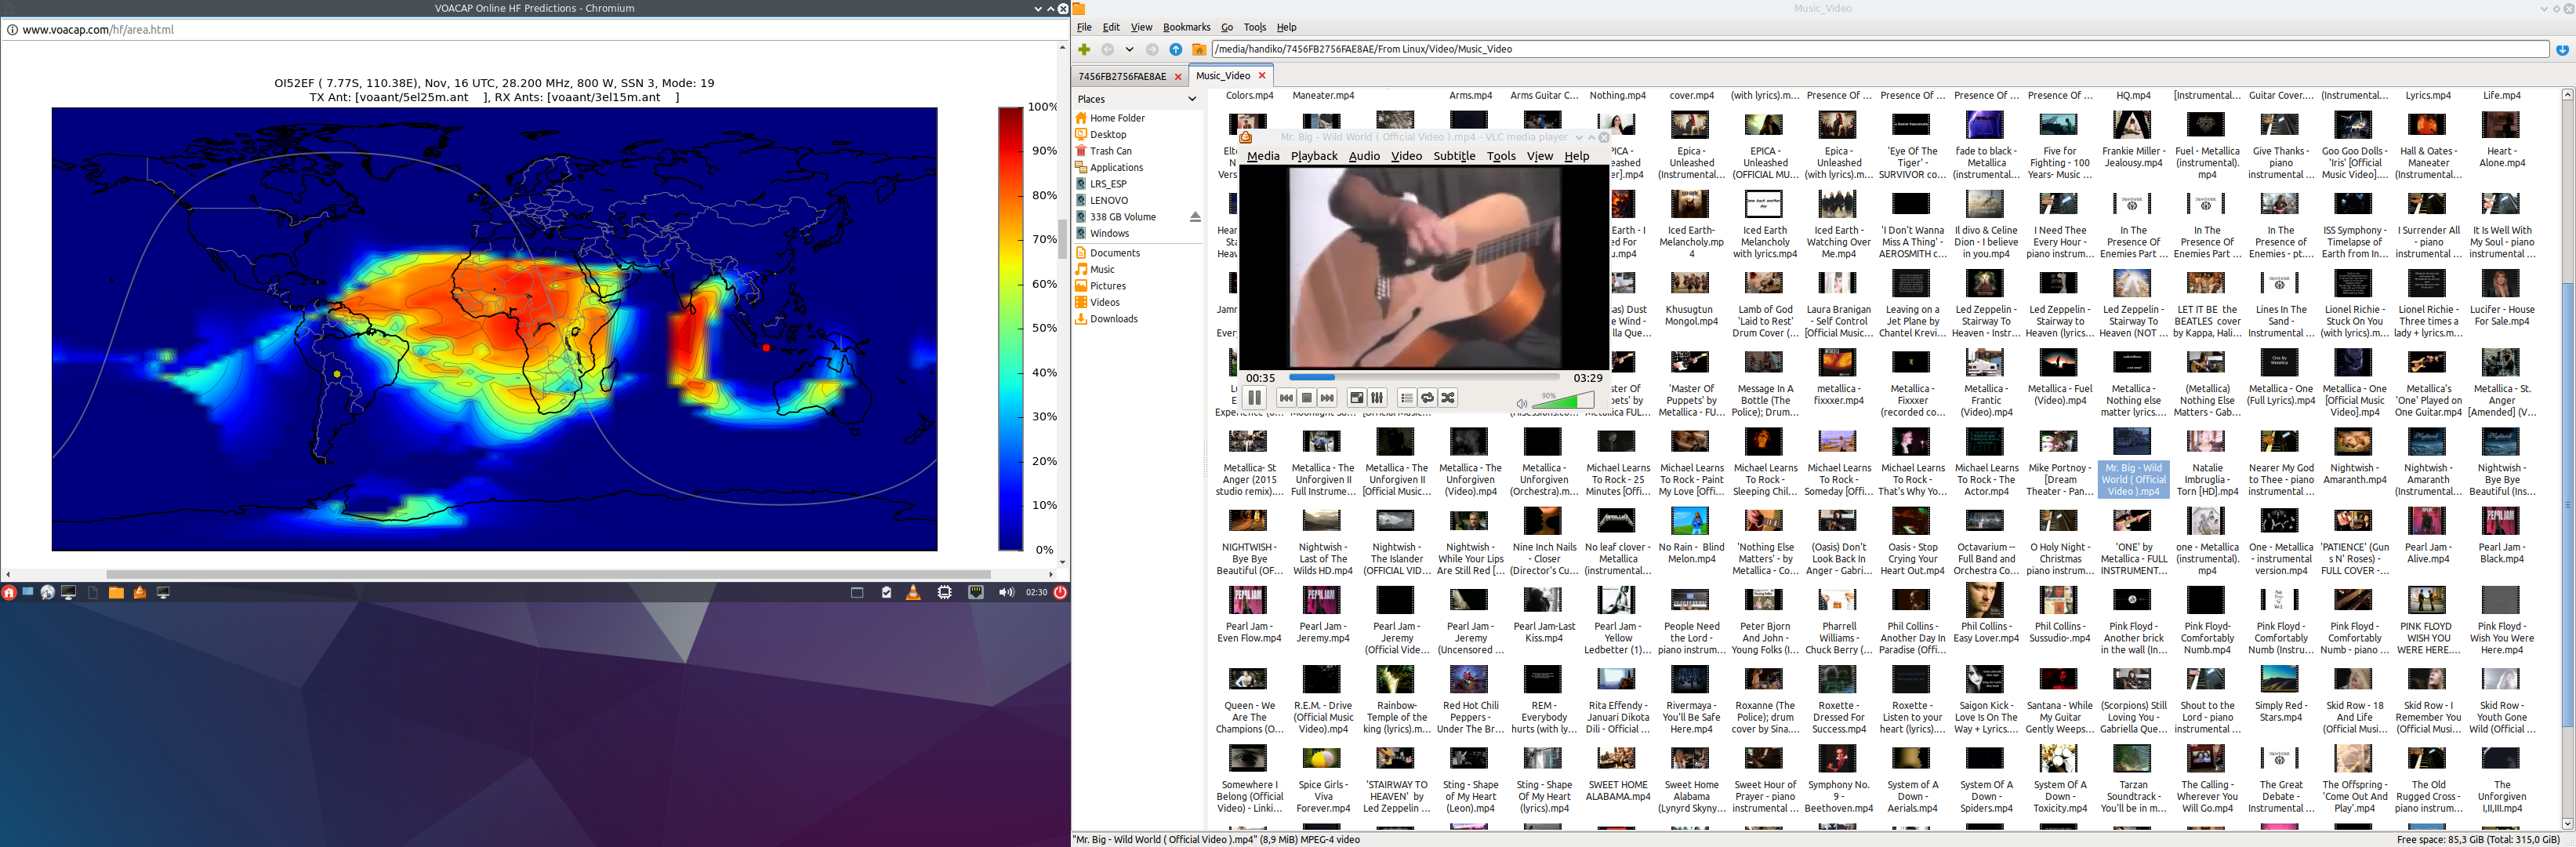 VOACAP Online HF Predictions - Chromium
www.voacap.com/hf/area.html
OI52EF ( 7.77S, 110.38E), Nov, 16 UTC, 28.200 MHz, 800 W, SSN 3, Mode: 19
TX Ant: [voaant/5el25m.ant ], RX Ants: [voaant/3el15m.ant ]
100%
90%
80%
70%
60%
50%
40%
30%
20%
10%
0%
02:30
Music_Video
File Edit View Bookmarks Go Tools Help
/media/handiko/7456FB2756FAE8AE/From Linux/Video/Music_Video
7456FB2756FAE8AE
Music_Video
Places
Home Folder
Desktop
Trash Can
Applications
LRS_ESP
LENOVO
338 GB Volume
Windows
Documents
Music
Pictures
Videos
Downloads
Mr. Big - Wild World ( Official Video ).mp4 - VLC media player
Media Playback Audio Video Subtitle Tools View Help
00:35
03:29
90%
Colors.mp4 Maneater.mp4 Arms.mp4 Arms Guitar C... Nothing.mp4 cover.mp4 (with lyrics).m... Presence Of ... Presence Of ... Presence Of ... Presence Of ... Presence Of ... HQ.mp4 [Instrumental... Guitar Cover.... (Instrumental... Lyrics.mp4 Life.mp4
Epica - Unleashed (Instrumental...
EPICA - Unleashed (OFFICIAL MU...
Epica - Unleashed (with lyrics).m...
'Eye Of The Tiger' - SURVIVOR co...
fade to black - Metallica (instrumental...
Five for Fighting - 100 Years- Music ...
Frankie Miller - Jealousy.mp4
Fuel - Metallica (instrumental). mp4
Give Thanks - piano instrumental ...
Goo Goo Dolls - 'Iris' [Official Music Video]....
Hall & Oates - Maneater (Instrumental...
Heart - Alone.mp4
Iced Earth- Melancholy.mp 4
Iced Earth Melancholy with lyrics.mp4
Iced Earth - Watching Over Me.mp4
'I Don't Wanna Miss A Thing' - AEROSMITH c...
Il divo & Celine Dion - I believe in you.mp4
I Need Thee Every Hour - piano instrum...
In The Presence Of Enemies Part ...
In The Presence Of Enemies Part ...
In The Presence of Enemies - pt....
ISS Symphony - Timelapse of Earth from In...
I Surrender All - piano instrumental ...
It Is Well With My Soul - piano instrumental ...
Khusugtun Mongol.mp4
Lamb of God 'Laid to Rest' Drum Cover (...
Laura Branigan - Self Control [Official Music...
Leaving on a Jet Plane by Chantel Krevi...
Led Zeppelin - Stairway To Heaven - Instr...
Led Zeppelin - Stairway to Heaven (lyrics)...
Led Zeppelin - Stairway To Heaven (NOT ...
LET IT BE the BEATLES cover by Kappa, Hali...
Lines In The Sand - Instrumental...
Lionel Richie - Stuck On You (with lyrics).m...
Lionel Richie - Three times a lady + lyrics.m...
Lucifer - House For Sale.mp4
'Master Of Puppets' by Metallica - FU...
Message In A Bottle (The Police); Drum...
metallica - fixxxer.mp4
Metallica - Fixxxer (recorded co...
Metallica - Frantic (Video).mp4
Metallica - Fuel (Video).mp4
Metallica - Nothing else matter lyrics....
(Metallica) Nothing Else Matters - Gab...
Metallica - One (Full Lyrics).mp4
Metallica - One [Official Music Video].mp4
Metallica's 'One' Played on One Guitar.mp4
Metallica - St. Anger [Amended] (V...
Metallica- St Anger (2015 studio remix)....
Metallica - The Unforgiven II Full Instrume...
Metallica - The Unforgiven II [Official Music...
Metallica - The Unforgiven (Video).mp4
Metallica - Unforgiven (Orchestra).m...
Michael Learns To Rock - 25 Minutes [Offi...
Michael Learns To Rock - Paint My Love [Offi...
Michael Learns To Rock - Sleeping Chil...
Michael Learns To Rock - Someday [Offi...
Michael Learns To Rock - That's Why Yo...
Michael Learns To Rock - The Actor.mp4
Mike Portnoy - [Dream Theater - Pan...
Mr. Big - Wild World ( Official Video ).mp4
Natalie Imbruglia - Torn [HD].mp4
Nearer My God to Thee - piano instrumental ...
Nightwish - Amaranth.mp4
Nightwish - Amaranth (Instrumental...
Nightwish - Bye Bye Beautiful (Ins...
NIGHTWISH - Bye Bye Beautiful (OF...
Nightwish - Last of The Wilds HD.mp4
Nightwish - The Islander (OFFICIAL VID...
Nightwish - While Your Lips Are Still Red [...
Nine Inch Nails - Closer (Director's Cu...
No leaf clover - Metallica (instrumental...
No Rain - Blind Melon.mp4
'Nothing Else Matters' - by Metallica - Co...
(Oasis) Don't Look Back In Anger - Gabri...
Oasis - Stop Crying Your Heart Out.mp4
Octavarium -- Full Band and Orchestra Co...
O Holy Night - Christmas piano instrum...
'ONE' by Metallica - FULL INSTRUMENT...
one - Metallica (instrumental). mp4
One - Metallica - instrumental version.mp4
'PATIENCE' (Gun s N' Roses) - FULL COVER -...
Pearl Jam - Alive.mp4
Pearl Jam - Black.mp4
Pearl Jam - Even Flow.mp4
Pearl Jam - Jeremy.mp4
Pearl Jam - Jeremy (Official Vide...
Pearl Jam - Jeremy (Uncensored ...
Pearl Jam-Last Kiss.mp4
Pearl Jam - Yellow Ledbetter (1)....
People Need the Lord - piano instrum...
Peter Bjorn And John - Young Folks (I...
Pharrell Williams - Chuck Berry (...
Phil Collins - Another Day In Paradise (Offi...
Phil Collins - Easy Lover.mp4
Phil Collins - Sussudio-.mp4
Pink Floyd - Another brick in the wall (In...
Pink Floyd- Comfortably Numb.mp4
Pink Floyd - Comfortably Numb (Instru...
Pink Floyd - Comfortably Numb - piano ...
PINK FLOYD WISH YOU WERE HERE....
Pink Floyd - Wish You Were Here.mp4
Queen - We Are The Champions (O...
R.E.M. - Drive (Official Music Video).mp4
Rainbow- Temple of the king (lyrics).m...
Red Hot Chili Peppers - Under The Br...
REM - Everybody hurts (with ly...
Rita Effendy - Januari Dikota Dili - Official ...
Rivermaya - You'll Be Safe Here.mp4
Roxanne (The Police); drum cover by Sina....
Roxette - Dressed For Success.mp4
Roxette - Listen to your heart (lyrics)....
Saigon Kick - Love Is On The Way + Lyrics....
Santana - While My Guitar Gently Weeps...
(Scorpions) Still Loving You - Gabriella Que...
Shout to the Lord - piano instrumental ...
Simply Red - Stars.mp4
Skid Row - 18 And Life (Official Musi...
Skid Row - I Remember You (Official Musi...
Skid Row - Youth Gone Wild (Official ...
Somewhere I Belong (Official Video) - Linki...
Spice Girls - Viva Forever.mp4
'STAIRWAY TO HEAVEN' by Led Zeppelin ...
Sting - Shape of My Heart (Leon).mp4
Sting - Shape Of My Heart (lyrics).mp4
SWEET HOME ALABAMA.mp4
Sweet Home Alabama (Lynyrd Skyny...
Sweet Hour of Prayer - piano instrumental ...
Symphony No. 9 - Beethoven.mp4
System of A Down - Aerials.mp4
System Of A Down - Spiders.mp4
System Of A Down - Toxicity.mp4
Tarzan Soundtrack - You'll be in m...
The Calling - Wherever You Will Go.mp4
The Great Debate - Instrumental ...
The Offspring - 'Come Out And Play'.mp4
The Old Rugged Cross - piano instrum...
The Unforgiven I,II,III.mp4
"Mr. Big - Wild World ( Official Video ).mp4" (8,9 MiB) MPEG-4 video
Free space: 85,3 GiB (Total: 315,0 GiB)